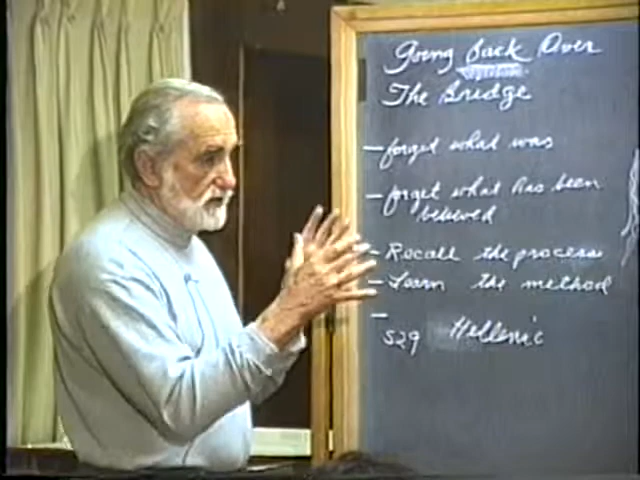 Going Back Over
The Bridge
- forget what was
- forget what has been
believed
- Recall the process
- Learn the method
-
529 Hellenic